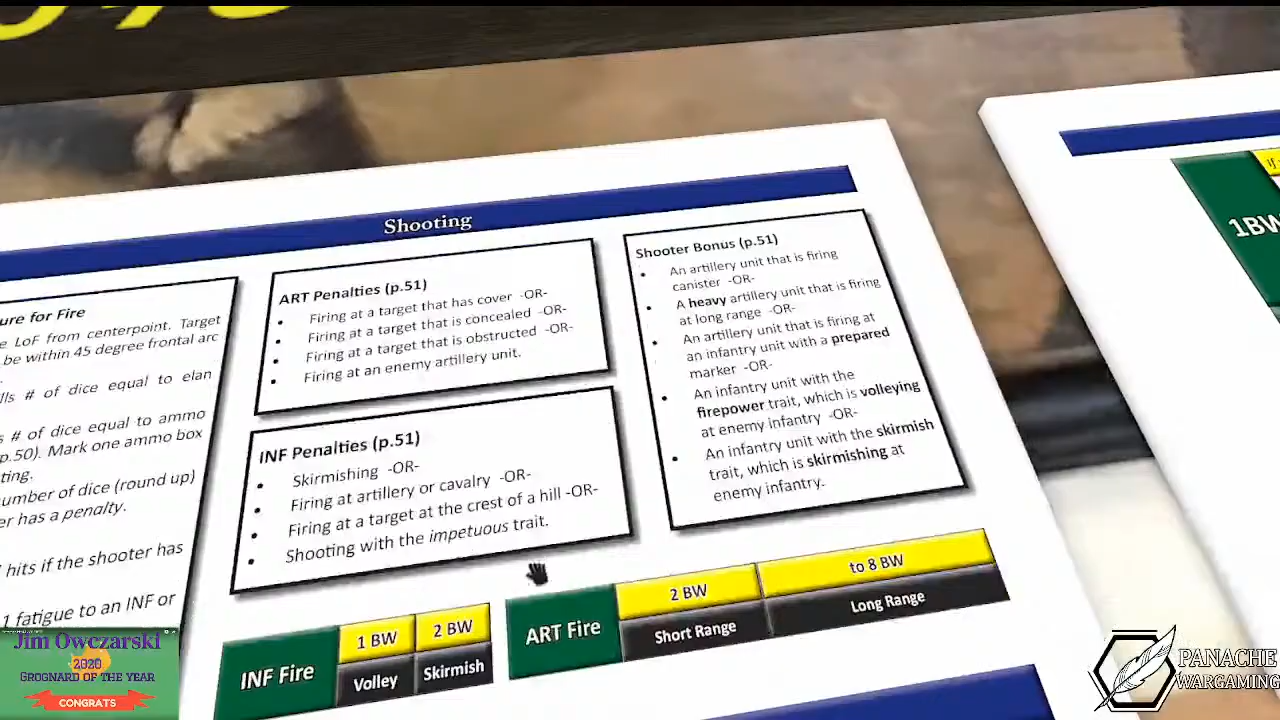 Shooting
ure for Fire
e LoF from centerpoint. Target
be within 45 degree frontal arc
lls # of dice equal to elan
s # of dice equal to ammo
p.50). Mark one ammo box
ting.
number of dice (round up)
er has a penalty.
hits if the shooter has
1 fatigue to an INF or
ART Penalties (p.51)
• Firing at a target that has cover -OR-
• Firing at a target that is concealed -OR-
• Firing at a target that is obstructed -OR-
• Firing at an enemy artillery unit.
INF Penalties (p.51)
• Skirmishing -OR-
• Firing at artillery or cavalry -OR-
• Firing at a target at the crest of a hill -OR-
• Shooting with the impetuous trait.
Shooter Bonus (p.51)
• An artillery unit that is firing
canister -OR-
• A heavy artillery unit that is firing
at long range -OR-
• An artillery unit that is firing at
an infantry unit with a prepared
marker -OR-
• An infantry unit with the
firepower trait, which is volleying
at enemy infantry -OR-
• An infantry unit with the skirmish
trait, which is skirmishing at
enemy infantry.
INF Fire
1 BW
2 BW
Volley
Skirmish
ART Fire
2 BW
to 8 BW
Short Range
Long Range
1BW
if
Jim Owczarski
2020
GROGNARD OF THE YEAR
CONGRATS
PANACHE
WARGAMING